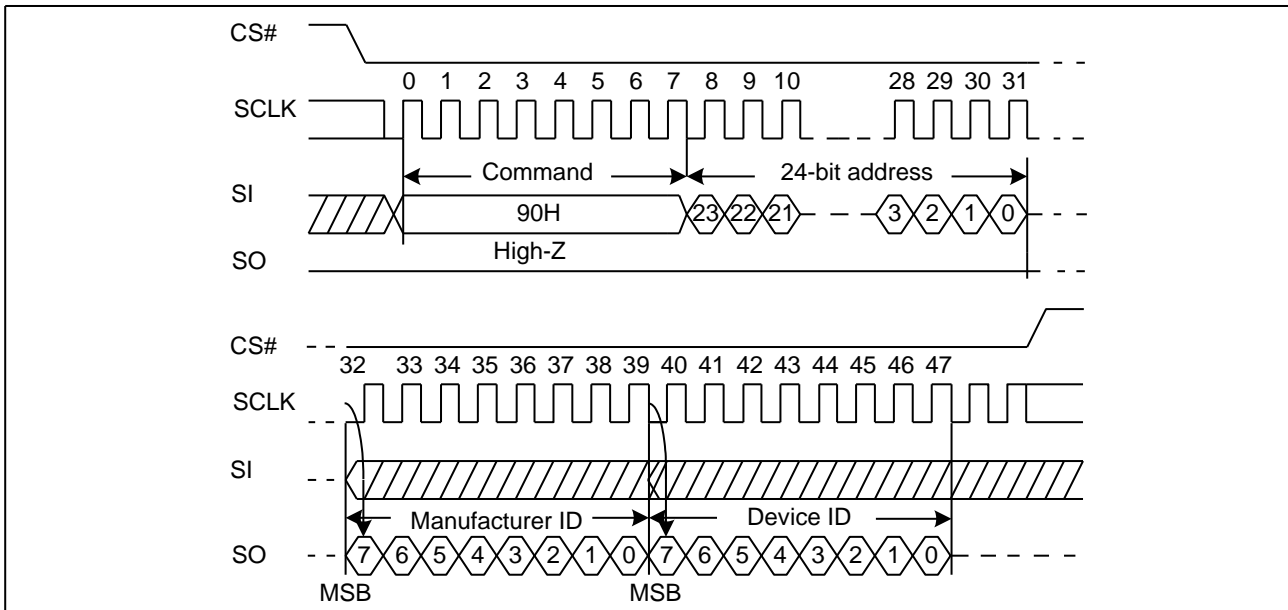 CS#
0 1 2 3 4 5 6 7 8 9 10 28 29 30 31
SCLK
Command 24-bit address
SI
90H 23 22 21 3 2 1 0
High-Z
SO
CS#
32 33 34 35 36 37 38 39 40 41 42 43 44 45 46 47
SCLK
SI
Manufacturer ID Device ID
SO 7 6 5 4 3 2 1 0 7 6 5 4 3 2 1 0
MSB MSB